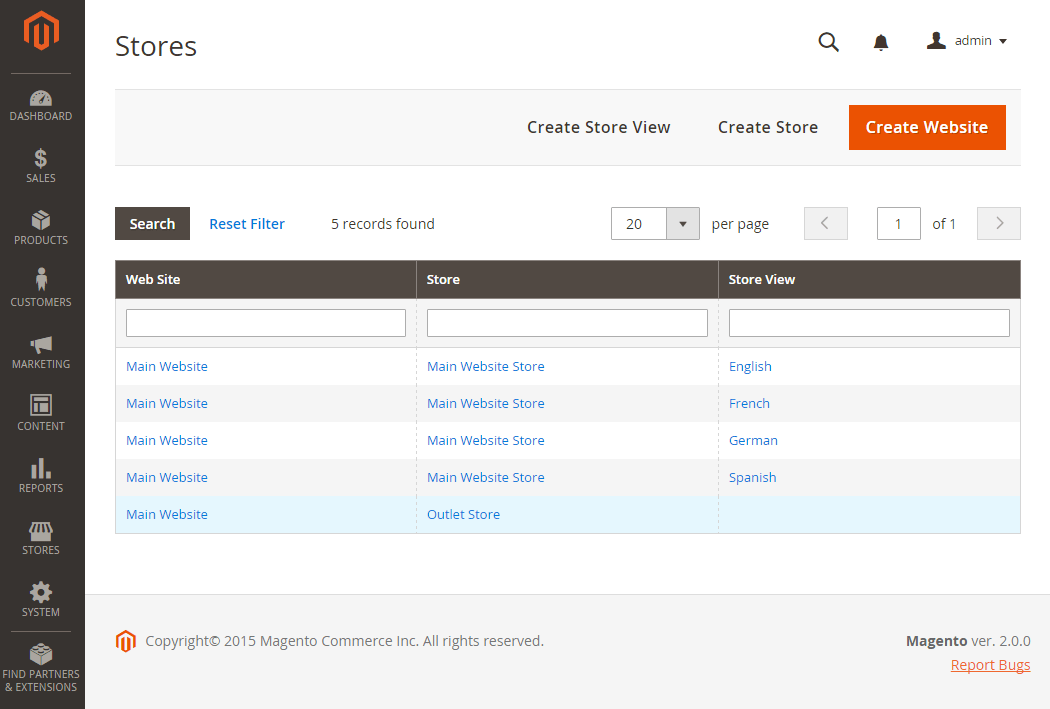 Stores
admin
DASHBOARD
SALES
PRODUCTS
CUSTOMERS
MARKETING
CONTENT
REPORTS
STORES
SYSTEM
FIND PARTNERS
& EXTENSIONS
Create Store View Create Store Create Website
Search Reset Filter 5 records found 20 per page 1 of 1
Web Site Store Store View
Main Website Main Website Store English
Main Website Main Website Store French
Main Website Main Website Store German
Main Website Main Website Store Spanish
Main Website Outlet Store
Copyright© 2015 Magento Commerce Inc. All rights reserved. Magento ver. 2.0.0
Report Bugs